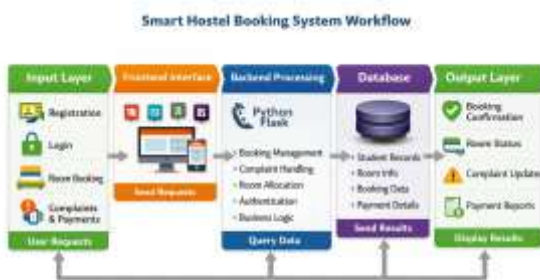 Smart Hostel Booking System Workflow
Input Layer
Registration
Login
Room Booking
Complaints
& Payments
User Requests
Frontend Interface
Send Requests
Backend Processing
Python
Flask
Booking Management
Complaint Handling
Room Allocation
Authentication
Business Logic
Query Data
Database
Student Records
Room Info
Booking Data
Payment Details
Send Results
Output Layer
Booking
Confirmation
Room Status
Complaint Updates
Payment Reports
Display Results